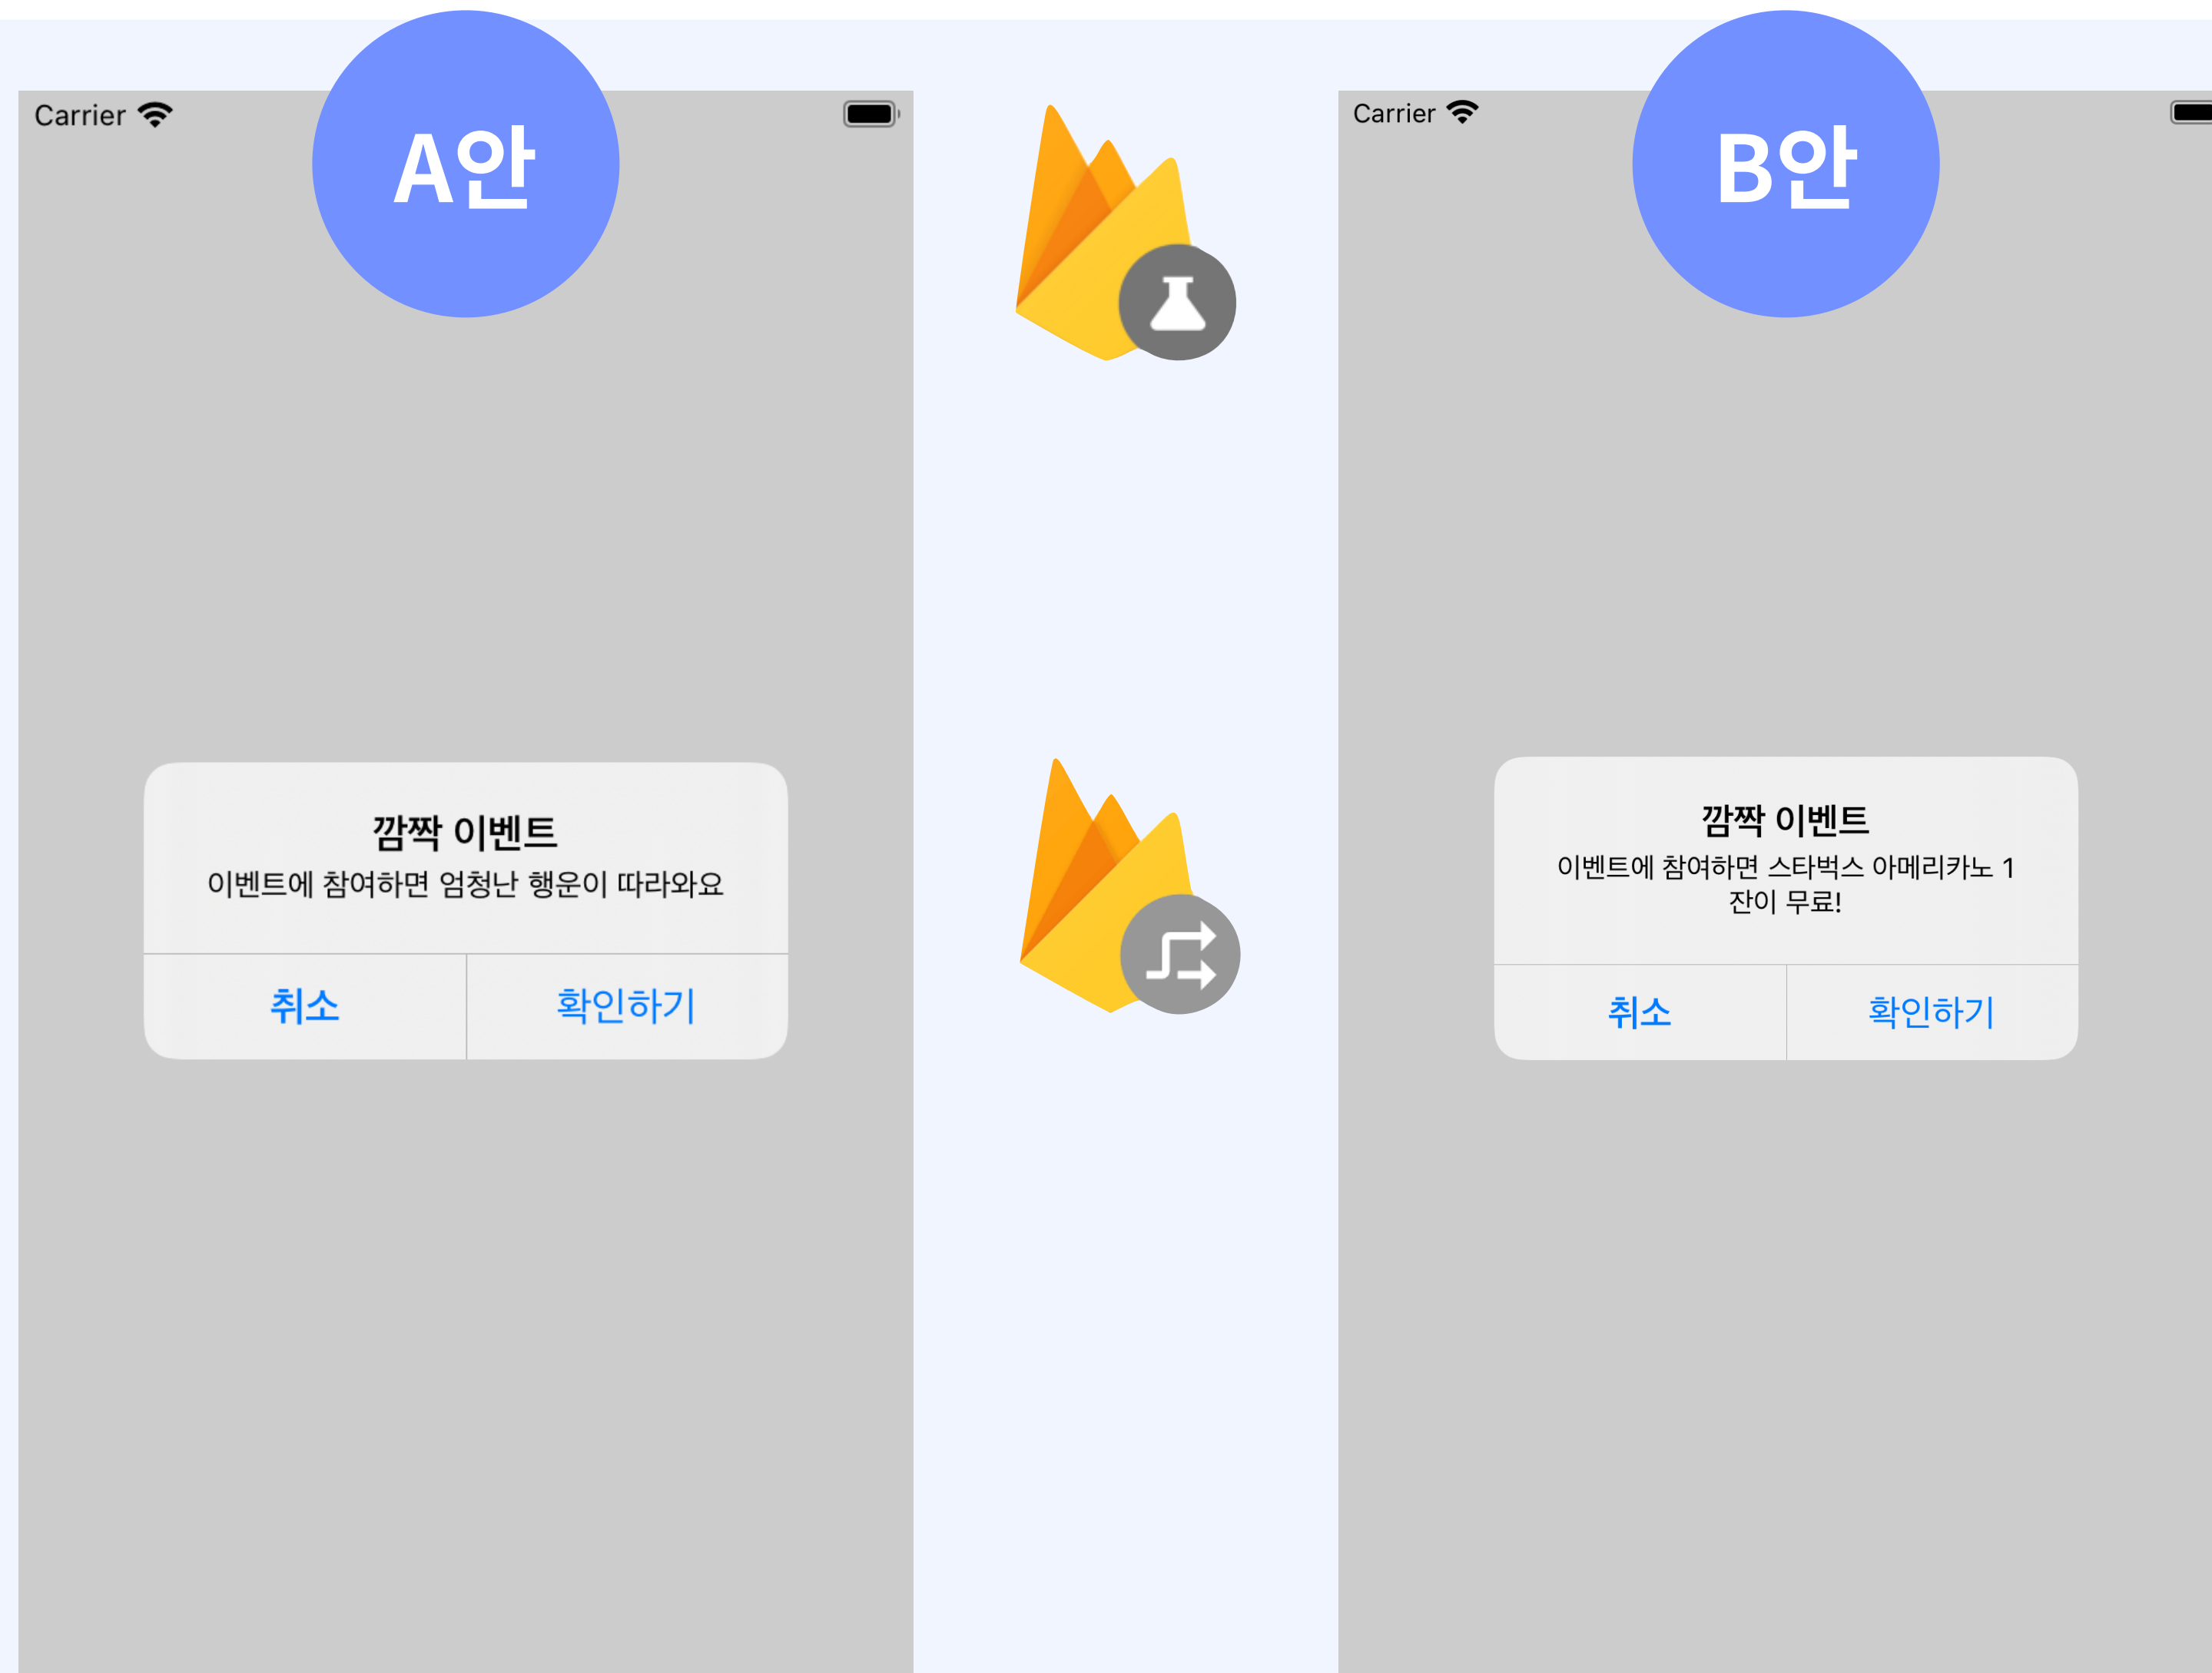 A안
Carrier
깜짝 이벤트
이벤트에 참여하면 엄청난 행운이 따라와요
취소
확인하기
B안
Carrier
깜짝 이벤트
이벤트에 참여하면 스타벅스 아메리카노 1
잔이 무료!
취소
확인하기